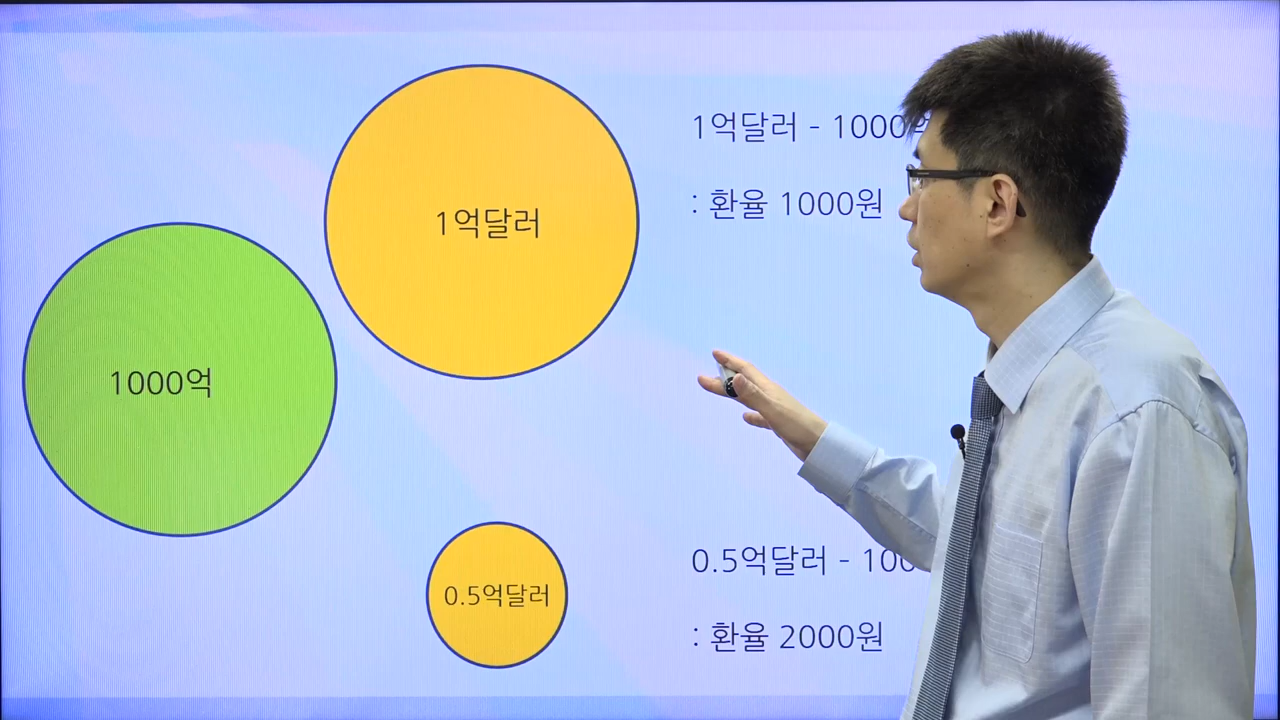 1억달러
1억달러 - 1000
: 환율 1000원
1000억
0.5억달러
0.5억달러 -
: 환율 2000원